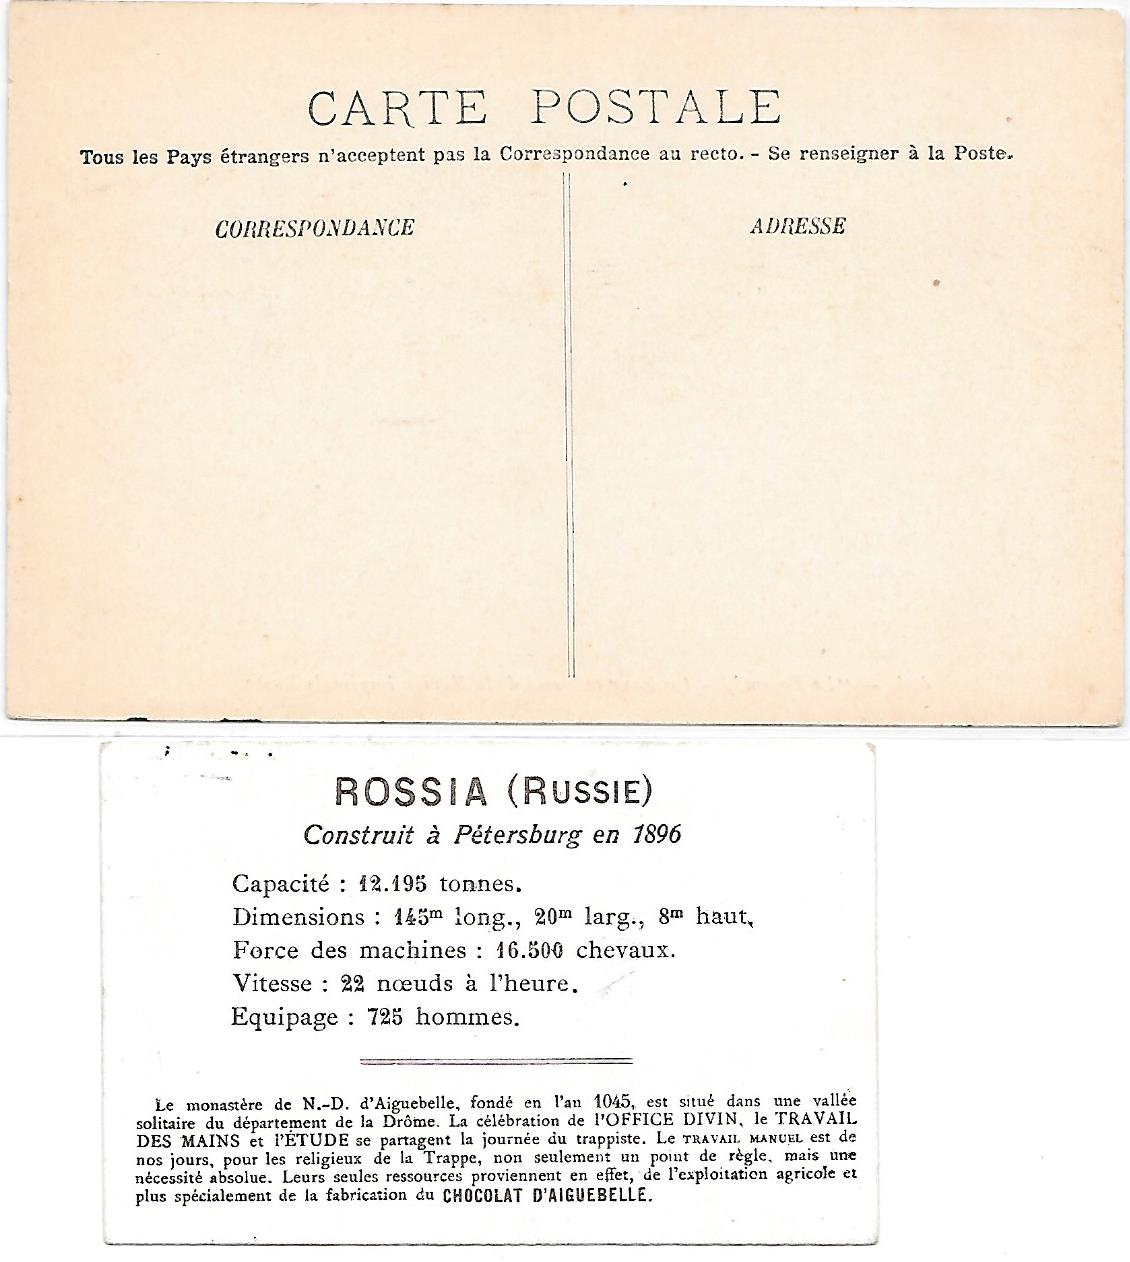 CARTE POSTALE
Tous les Pays étrangers n'acceptent pas la Correspondance au recto. - Se renseigner à la Poste.
CORRESPONDANCE
ADRESSE
ROSSIA (RUSSIE)
Construit à Pétersburg en 1896
Capacité : 12.195 tonnes.
Dimensions : 145m long., 20m larg., 8m haut.
Force des machines : 16.500 chevaux.
Vitesse : 22 nœuds à l'heure.
Equipage : 725 hommes.
Le monastère de N.-D. d'Aiguebelle, fondé en l'an 1045, est situé dans une vallée
solitaire du département de la Drôme. La célébration de l'OFFICE DIVIN, le TRAVAIL
DES MAINS et l'ÉTUDE se partagent la journée du trappiste. Le TRAVAIL MANUEL est de
nos jours, pour les religieux de la Trappe, non seulement un point de règle, mais une
nécessité absolue. Leurs seules ressources proviennent en effet, de l'exploitation agricole et
plus spécialement de la fabrication du CHOCOLAT D'AIGUEBELLE.